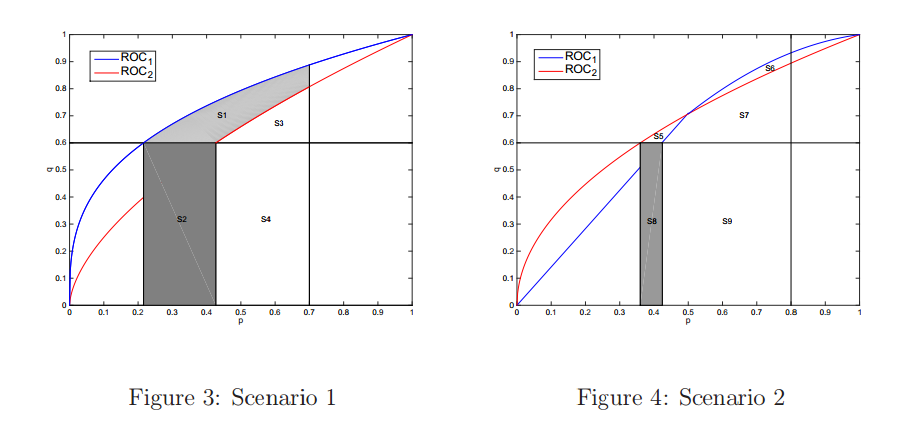 1
0.9
0.8
0.7
0.6
0.5
0.4
0.3
0.2
0.1
0
q
ROC1
ROC2
S1
S3
S2
S4
0 0.1 0.2 0.3 0.4 0.5 0.6 0.7 0.8 0.9 1
p
Figure 3: Scenario 1
1
0.9
0.8
0.7
0.6
0.5
0.4
0.3
0.2
0.1
0
q
ROC1
ROC2
S6
S7
S5
S8
S9
0 0.1 0.2 0.3 0.4 0.5 0.6 0.7 0.8 0.9 1
p
Figure 4: Scenario 2